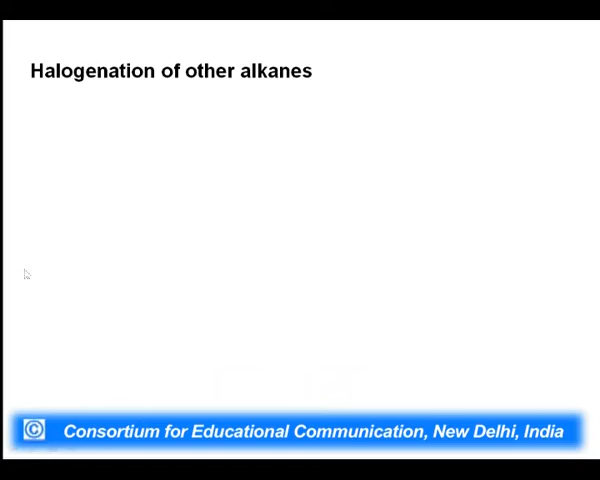 Halogenation of other alkanes
© Consortium for Educational Communication, New Delhi, India